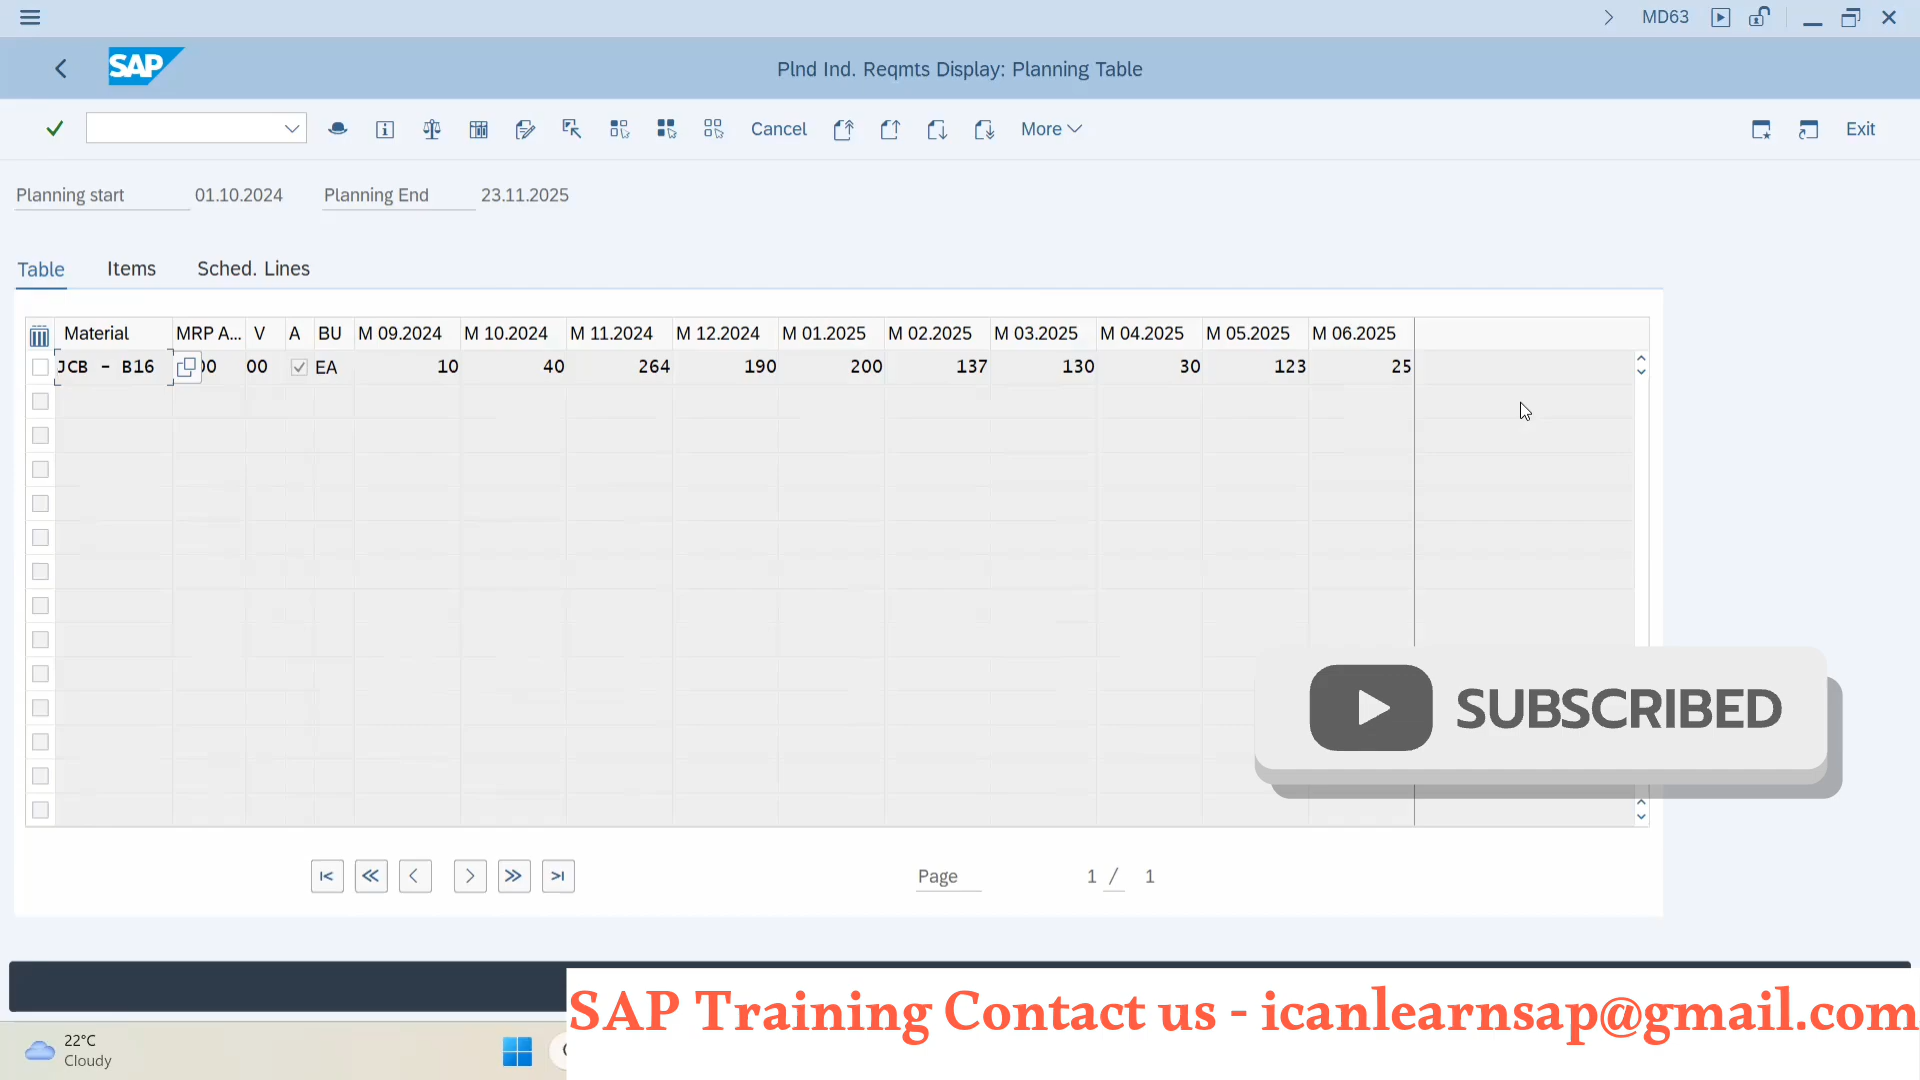 MD63
SAP
Plnd Ind. Reqmts Display: Planning Table
Cancel
More
Exit
Planning start 01.10.2024 Planning End 23.11.2025
Table Items Sched. Lines
Material MRP A... V A BU M 09.2024 M 10.2024 M 11.2024 M 12.2024 M 01.2025 M 02.2025 M 03.2025 M 04.2025 M 05.2025 M 06.2025
JCB - B16 00 00 EA 10 40 264 190 200 137 130 30 123 25
SUBSCRIBED
Page 1 / 1
SAP Training Contact us - icanlearnsap@gmail.com
22°C
Cloudy